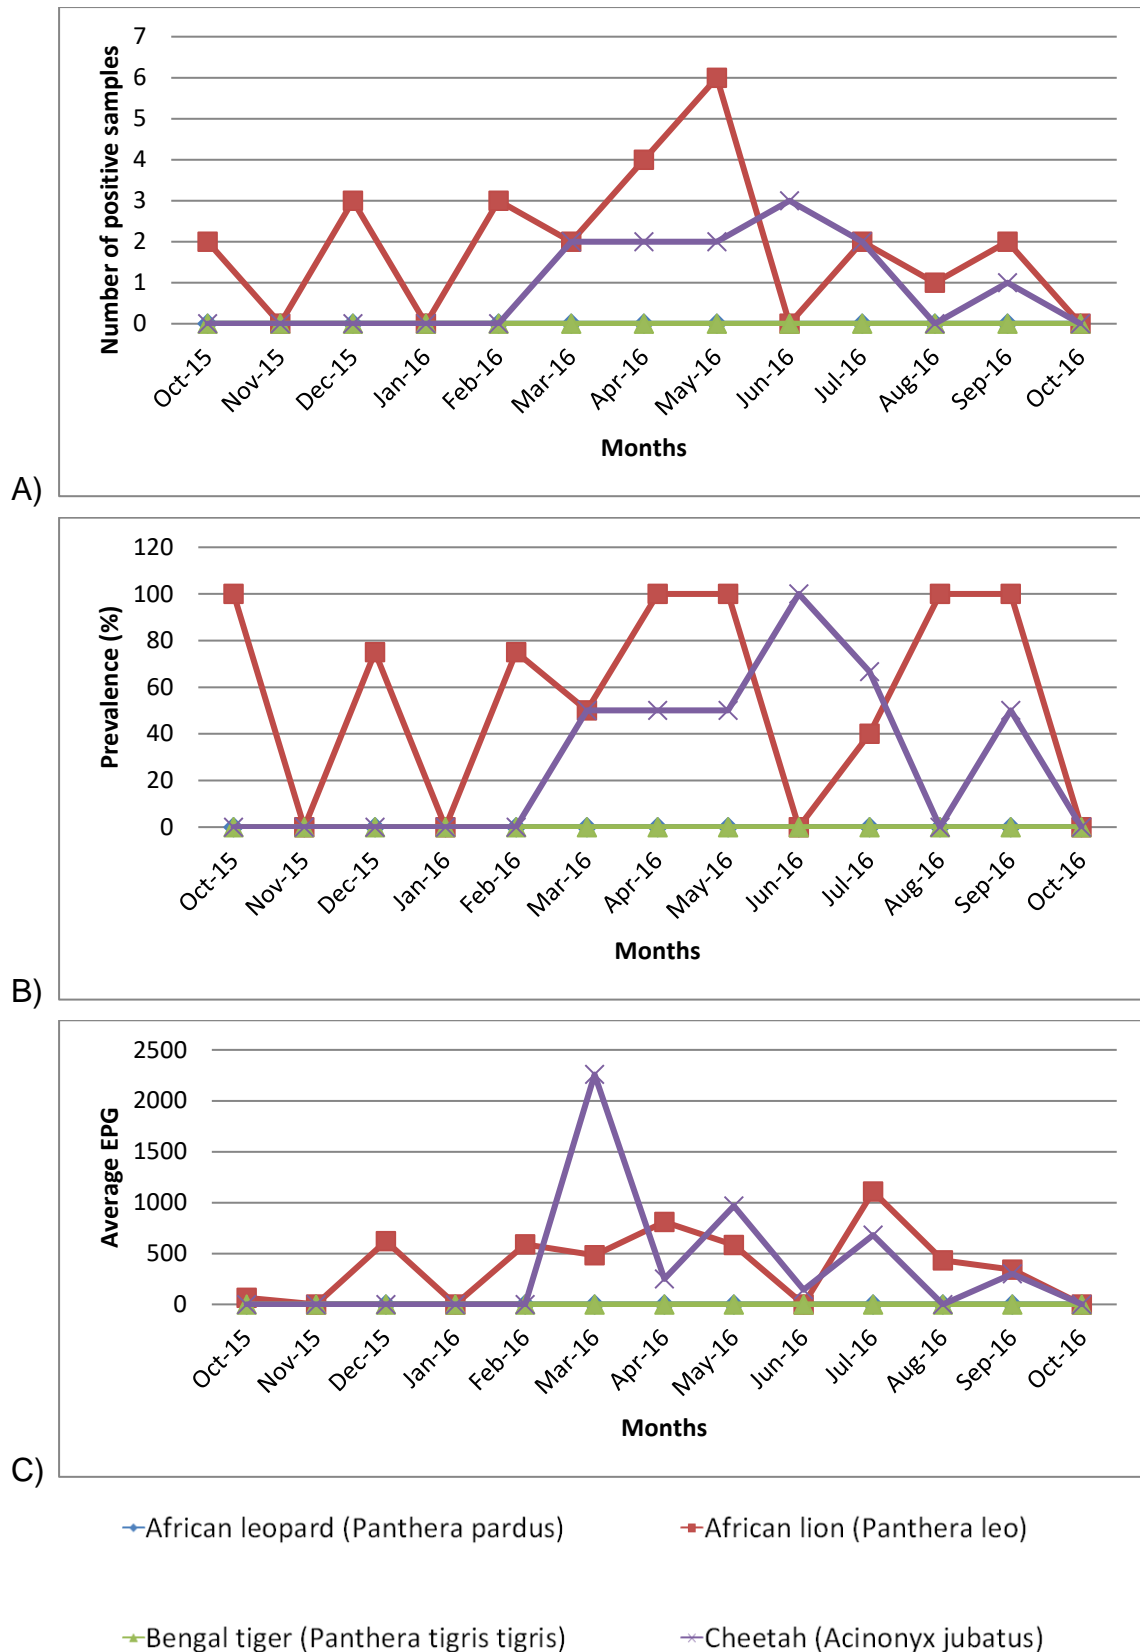 7
6
5
4
3
2
1
0
Number of positive samples
Oct-15 Nov-15 Dec-15 Jan-16 Feb-16 Mar-16 Apr-16 May-16 Jun-16 Jul-16 Aug-16 Sep-16 Oct-16
Months
A)
120
100
80
60
40
20
0
Prevalence (%)
Oct-15 Nov-15 Dec-15 Jan-16 Feb-16 Mar-16 Apr-16 May-16 Jun-16 Jul-16 Aug-16 Sep-16 Oct-16
Months
B)
2500
2000
1500
1000
500
0
Average EPG
Oct-15 Nov-15 Dec-15 Jan-16 Feb-16 Mar-16 Apr-16 May-16 Jun-16 Jul-16 Aug-16 Sep-16 Oct-16
Months
C)
African leopard (Panthera pardus) African lion (Panthera leo)
Bengal tiger (Panthera tigris tigris) Cheetah (Acinonyx jubatus)